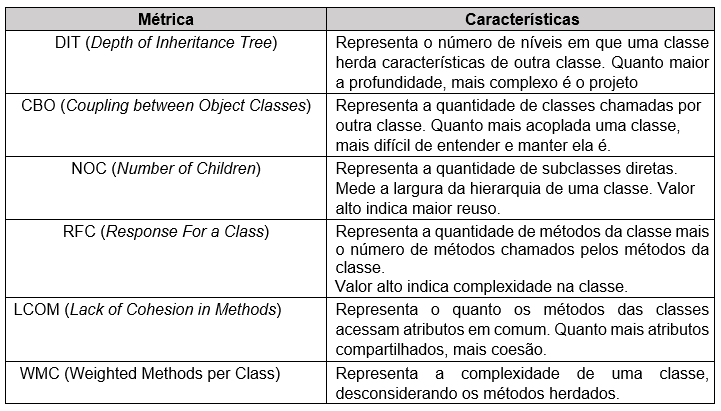 Métrica
Características
DIT (Depth of Inheritance Tree)
Representa o número de níveis em que uma classe
herda características de outra classe. Quanto maior
a profundidade, mais complexo é o projeto
CBO (Coupling between Object Classes)
Representa a quantidade de classes chamadas por
outra classe. Quanto mais acoplada uma classe,
mais difícil de entender e manter ela é.
NOC (Number of Children)
Representa a quantidade de subclasses diretas.
Mede a largura da hierarquia de uma classe. Valor
alto indica maior reuso.
RFC (Response For a Class)
Representa a quantidade de métodos da classe mais
o número de métodos chamados pelos métodos da
classe.
Valor alto indica complexidade na classe.
LCOM (Lack of Cohesion in Methods)
Representa o quanto os métodos das classes
acessam atributos em comum. Quanto mais atributos
compartilhados, mais coesão.
WMC (Weighted Methods per Class)
Representa a complexidade de uma classe,
desconsiderando os métodos herdados.